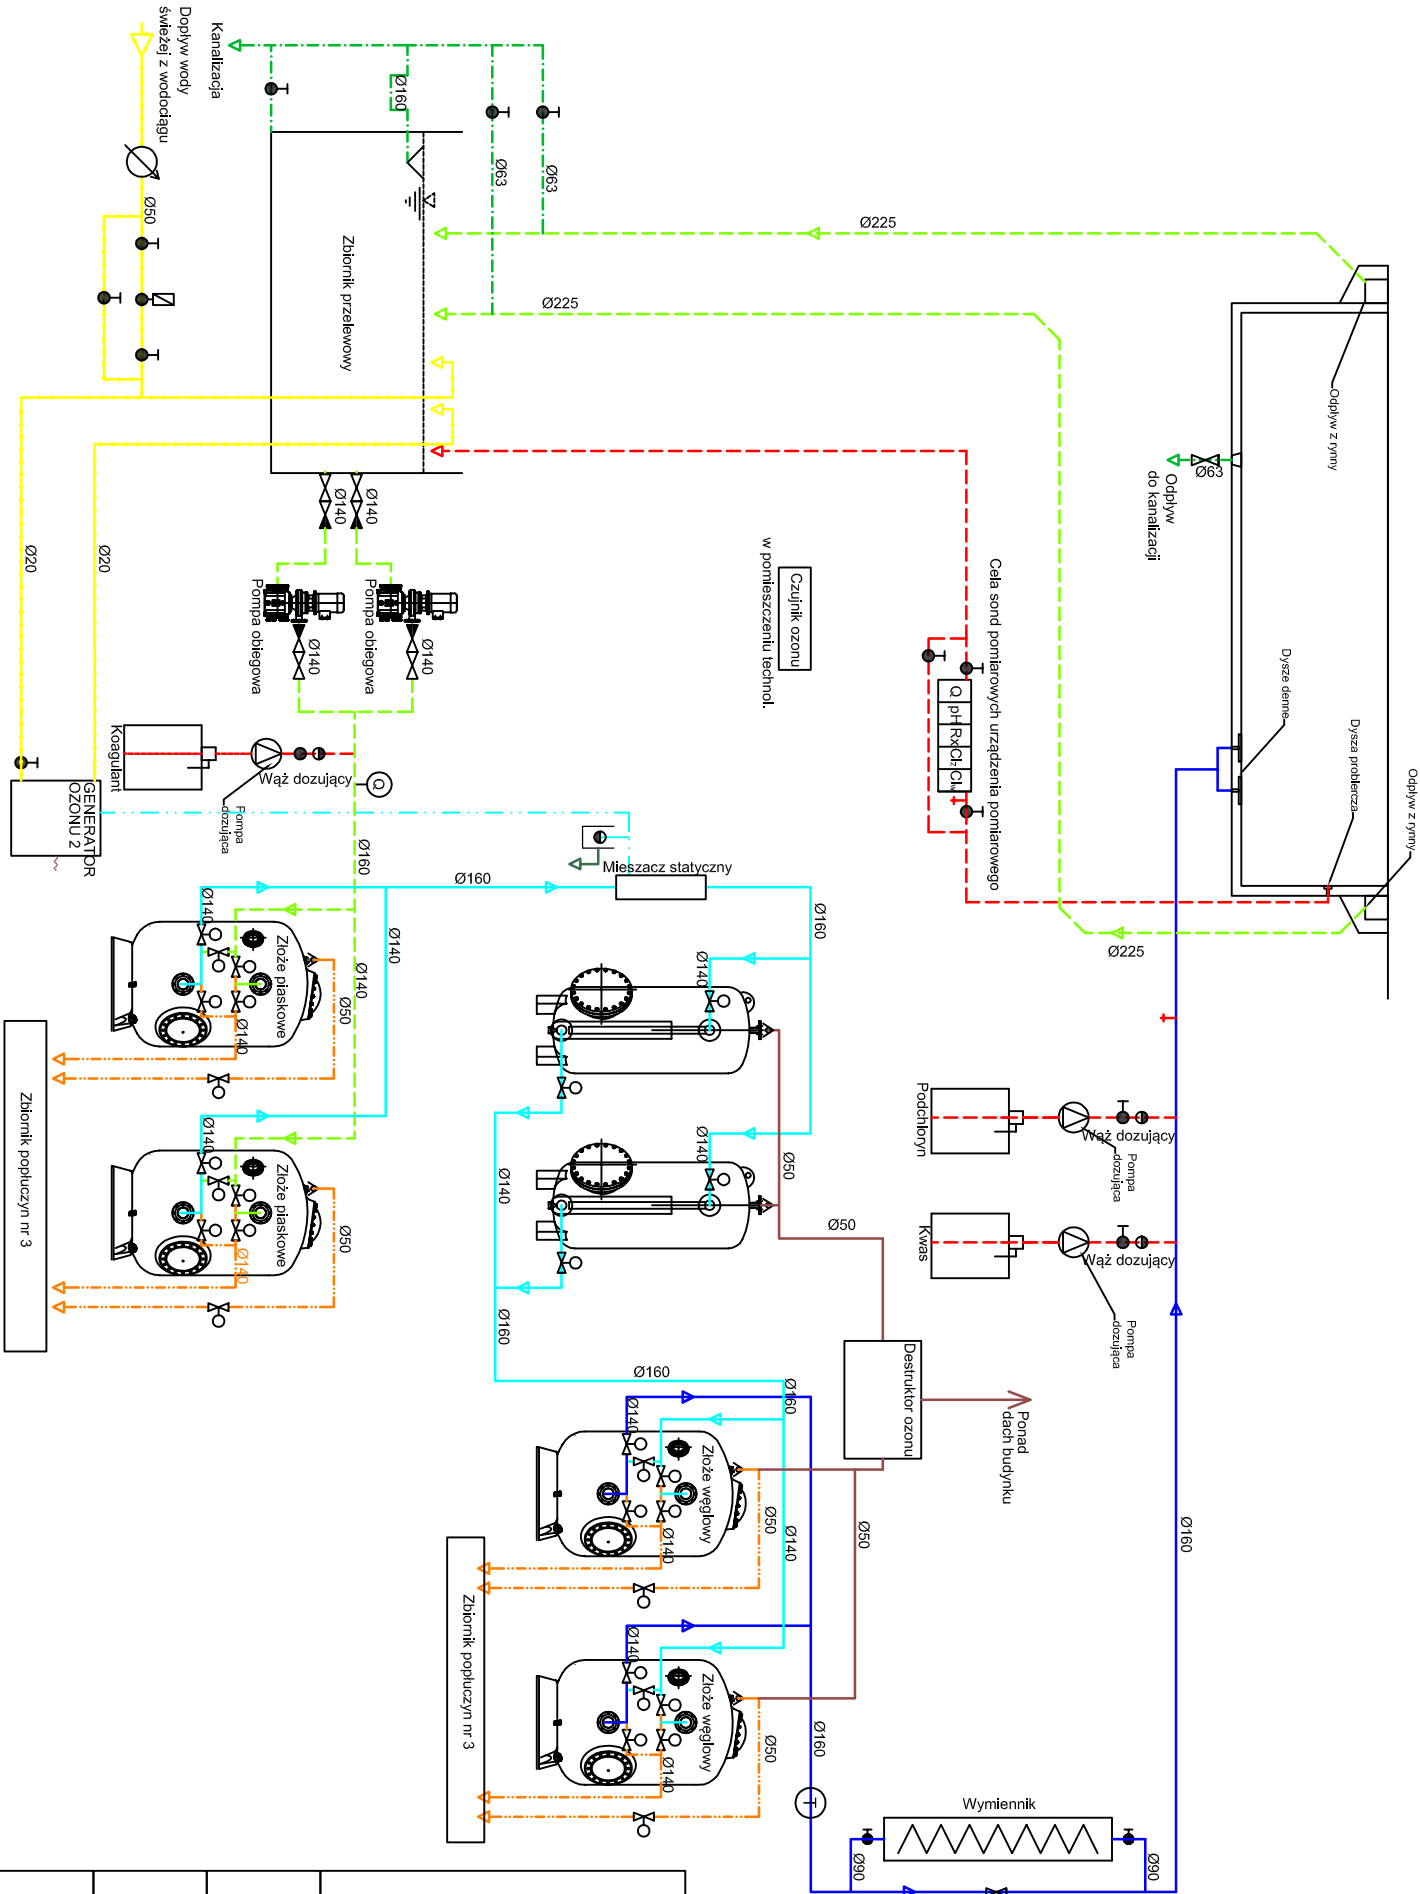 Dopływ wody
świeżej z wodociągu
Kanalizacja
Ø160
Ø63
Ø63
Ø50
Zbiornik przelewowy
Ø225
Ø225
Ø225
Odpływ z rynny
Odpływ
do kanalizacji
Ø63
Dysze denne
Dysza probiercza
Odpływ z rynny
Ø140
Ø140
Ø20
Ø20
Pompa obiegowa
Pompa obiegowa
Ø140
Ø140
Czujnik ozonu
w pomieszczeniu technol.
Cela sond pomiarowych urządzenia pomiarowego
Q
pH
Rx
Cl₂
Koagulant
Wąż dozujący
Pompa
dozująca
Q
GENERATOR
OZONU 2
Ø160
Ø160
Mieszacz statyczny
Ø160
Ø140
Ø140
Ø140
Złoże piaskowe
Ø50
Ø140
Ø140
Złoże piaskowe
Ø50
Ø140
Zbiornik popłuczyn nr 3
Ø140
Ø140
Ø50
Ø140
Ø160
Ø50
Podchloryn
Wąż dozujący
Pompa
dozująca
Kwas
Wąż dozujący
Pompa
dozująca
Destruktor ozonu
Ponad
dach budynku
Ø160
Ø160
Ø140
Złoże węglowy
Ø50
Ø140
Ø140
Ø50
Ø160
Zbiornik popłuczyn nr 3
Ø140
Złoże węglowy
Ø50
Ø140
Ø160
T
Wymiennik
Ø90
Ø90